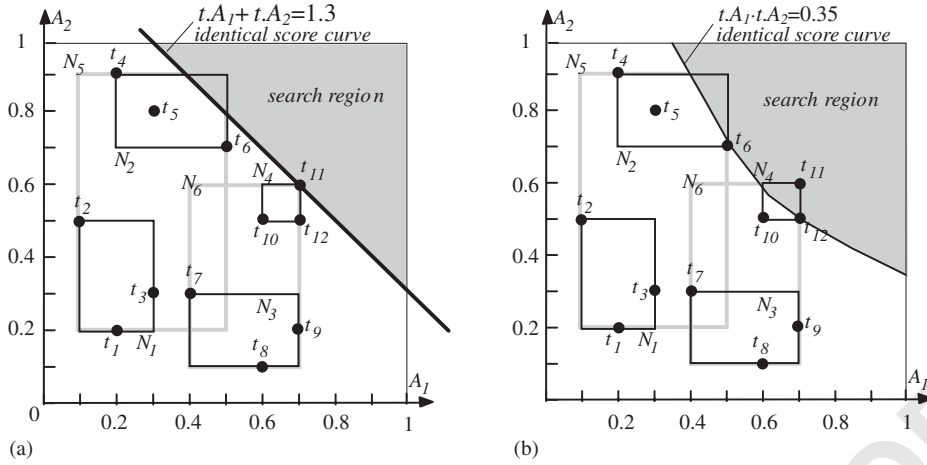 A2
t.A1+ t.A2=1.3
identical score curve
1
N5
t4
search region
0.8
t5
t6
N2
0.6
N6
N4
t11
t2
t10
t12
0.4
t7
t3
N3
0.2
t1
N1
t9
t8
A1
0
0.2
0.4
0.6
0.8
1
(a)
A2
t.A1·t.A2=0.35
identical score curve
1
N5
t4
search region
0.8
t5
t6
N2
0.6
N6
N4
t11
t2
t10
t12
0.4
t7
t3
N3
0.2
t1
N1
t9
t8
A1
0.2
0.4
0.6
0.8
1
(b)